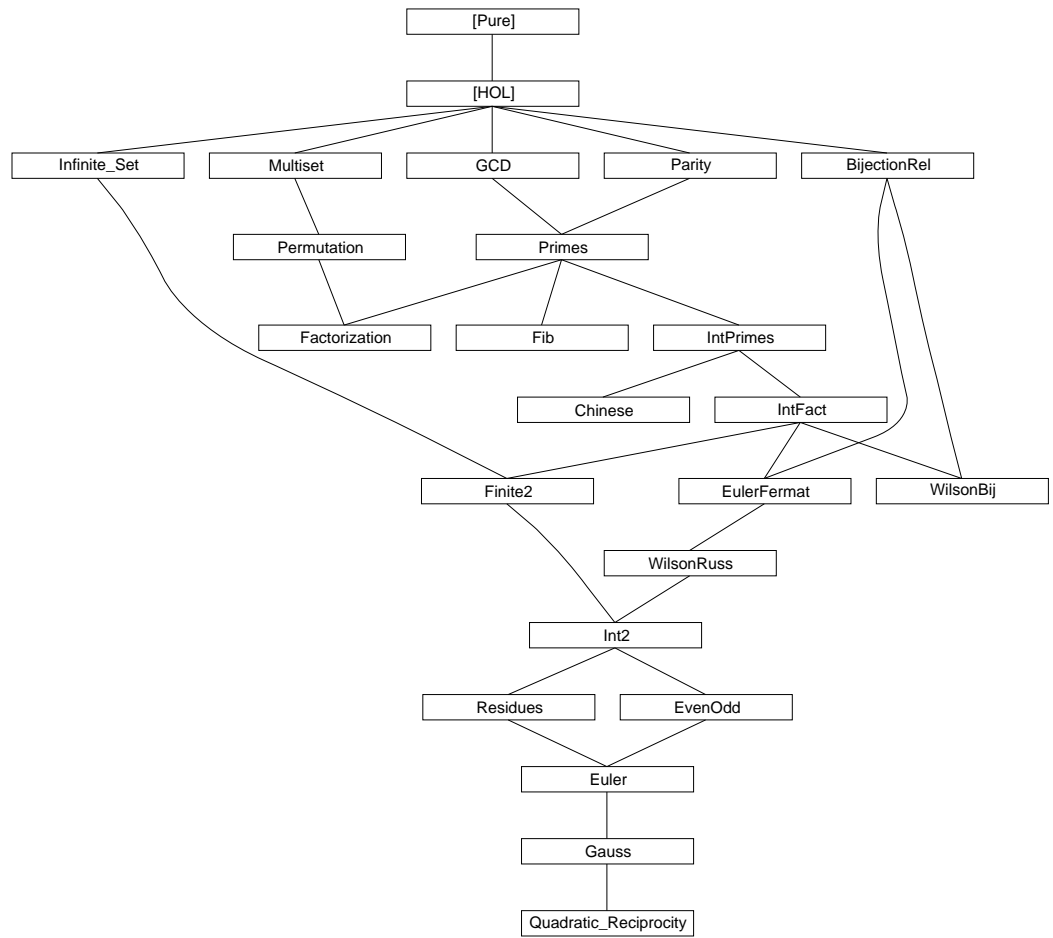 [Pure]
[HOL]
Infinite_Set
Multiset
GCD
Parity
BijectionRel
Permutation
Primes
Factorization
Fib
IntPrimes
Chinese
IntFact
Finite2
EulerFermat
WilsonBij
WilsonRuss
Int2
Residues
EvenOdd
Euler
Gauss
Quadratic_Reciprocity